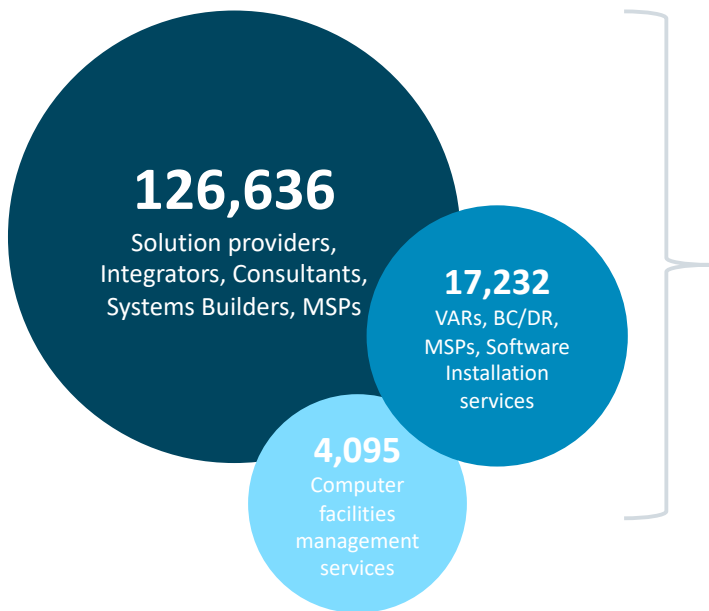 126,636
Solution providers,
Integrators, Consultants,
Systems Builders, MSPs
17,232
VARs, BC/DR,
MSPs, Software
Installation
services
4,095
Computer
facilities
management
services